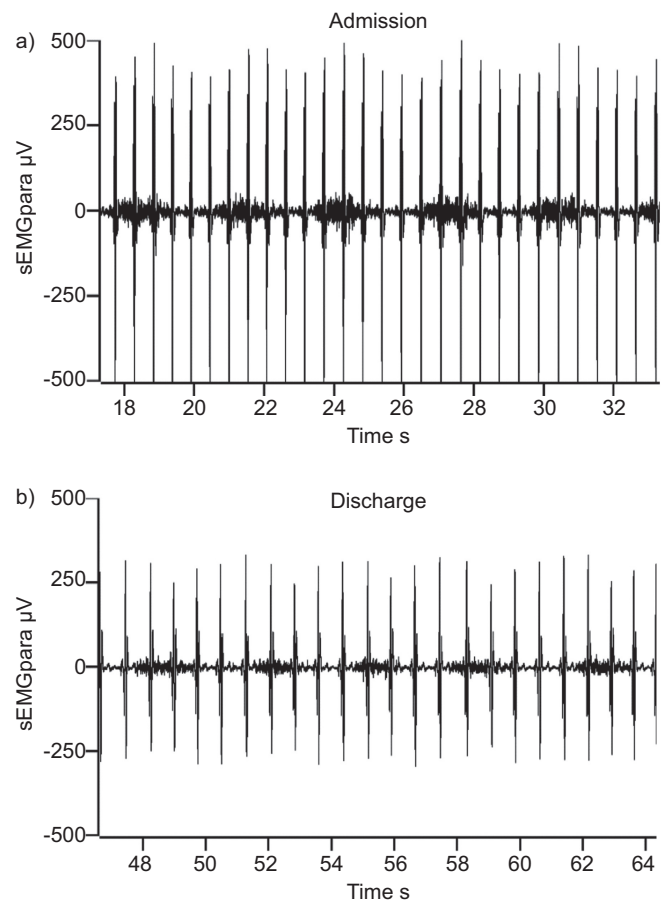 Admission
a)
500
250
0
-250
-500
sEMGpara µV
18 20 22 24 26 28 30 32
Time s
b)
Discharge
500
250
0
-250
-500
sEMGpara µV
48 50 52 54 56 58 60 62 64
Time s